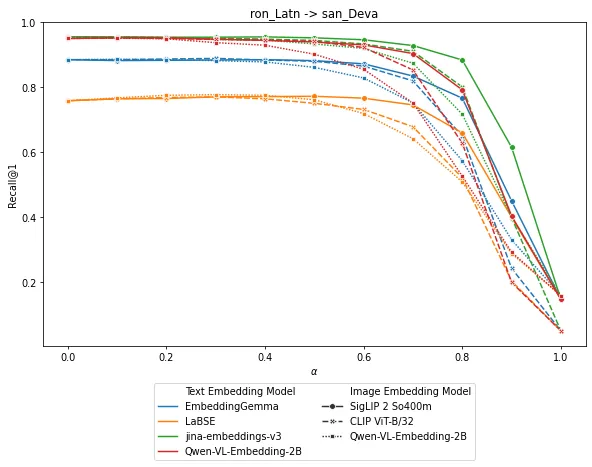 ron_Latn -> san_Deva
Recall@1
1.0
0.8
0.6
0.4
0.2
0.0 0.2 0.4 0.6 0.8 1.0
α
Text Embedding Model
EmbeddingGemma
LaBSE
jina-embeddings-v3
Qwen-VL-Embedding-2B
Image Embedding Model
SigLIP 2 So400m
CLIP ViT-B/32
Qwen-VL-Embedding-2B